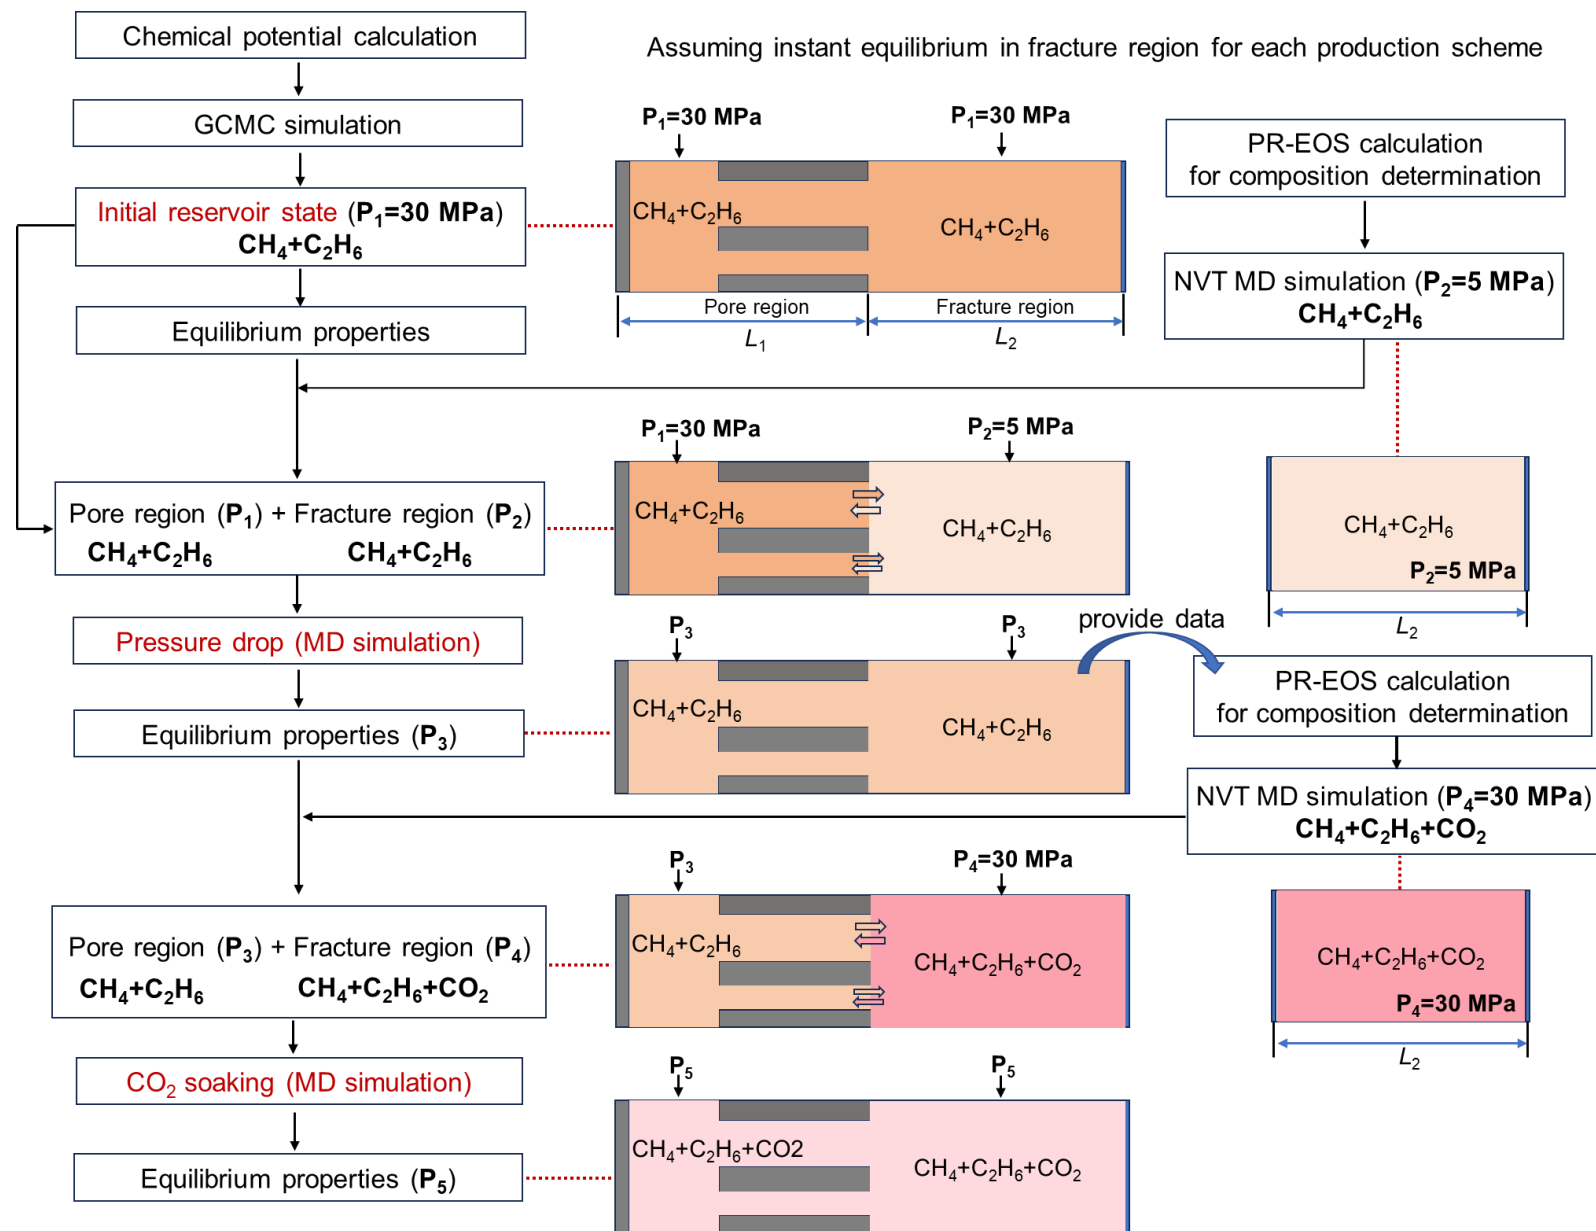 Chemical potential calculation
Assuming instant equilibrium in fracture region for each production scheme
GCMC simulation
P₁=30 MPa
P₁=30 MPa
PR-EOS calculation
for composition determination
Initial reservoir state (P₁=30 MPa)
CH₄+C₂H₆
CH₄+C₂H₆
CH₄+C₂H₆
NVT MD simulation (P₂=5 MPa)
CH₄+C₂H₆
Equilibrium properties
Pore region
Fracture region
L₁
L₂
P₁=30 MPa
P₂=5 MPa
Pore region (P₁) + Fracture region (P₂)
CH₄+C₂H₆
CH₄+C₂H₆
CH₄+C₂H₆
CH₄+C₂H₆
CH₄+C₂H₆
P₂=5 MPa
L₂
Pressure drop (MD simulation)
P₃
P₃
provide data
PR-EOS calculation
for composition determination
Equilibrium properties (P₃)
CH₄+C₂H₆
CH₄+C₂H₆
NVT MD simulation (P₄=30 MPa)
CH₄+C₂H₆+CO₂
P₃
P₄=30 MPa
Pore region (P₃) + Fracture region (P₄)
CH₄+C₂H₆
CH₄+C₂H₆+CO₂
CH₄+C₂H₆
CH₄+C₂H₆+CO₂
CH₄+C₂H₆+CO₂
P₄=30 MPa
L₂
CO₂ soaking (MD simulation)
P₅
P₅
Equilibrium properties (P₅)
CH₄+C₂H₆+CO2
CH₄+C₂H₆+CO₂